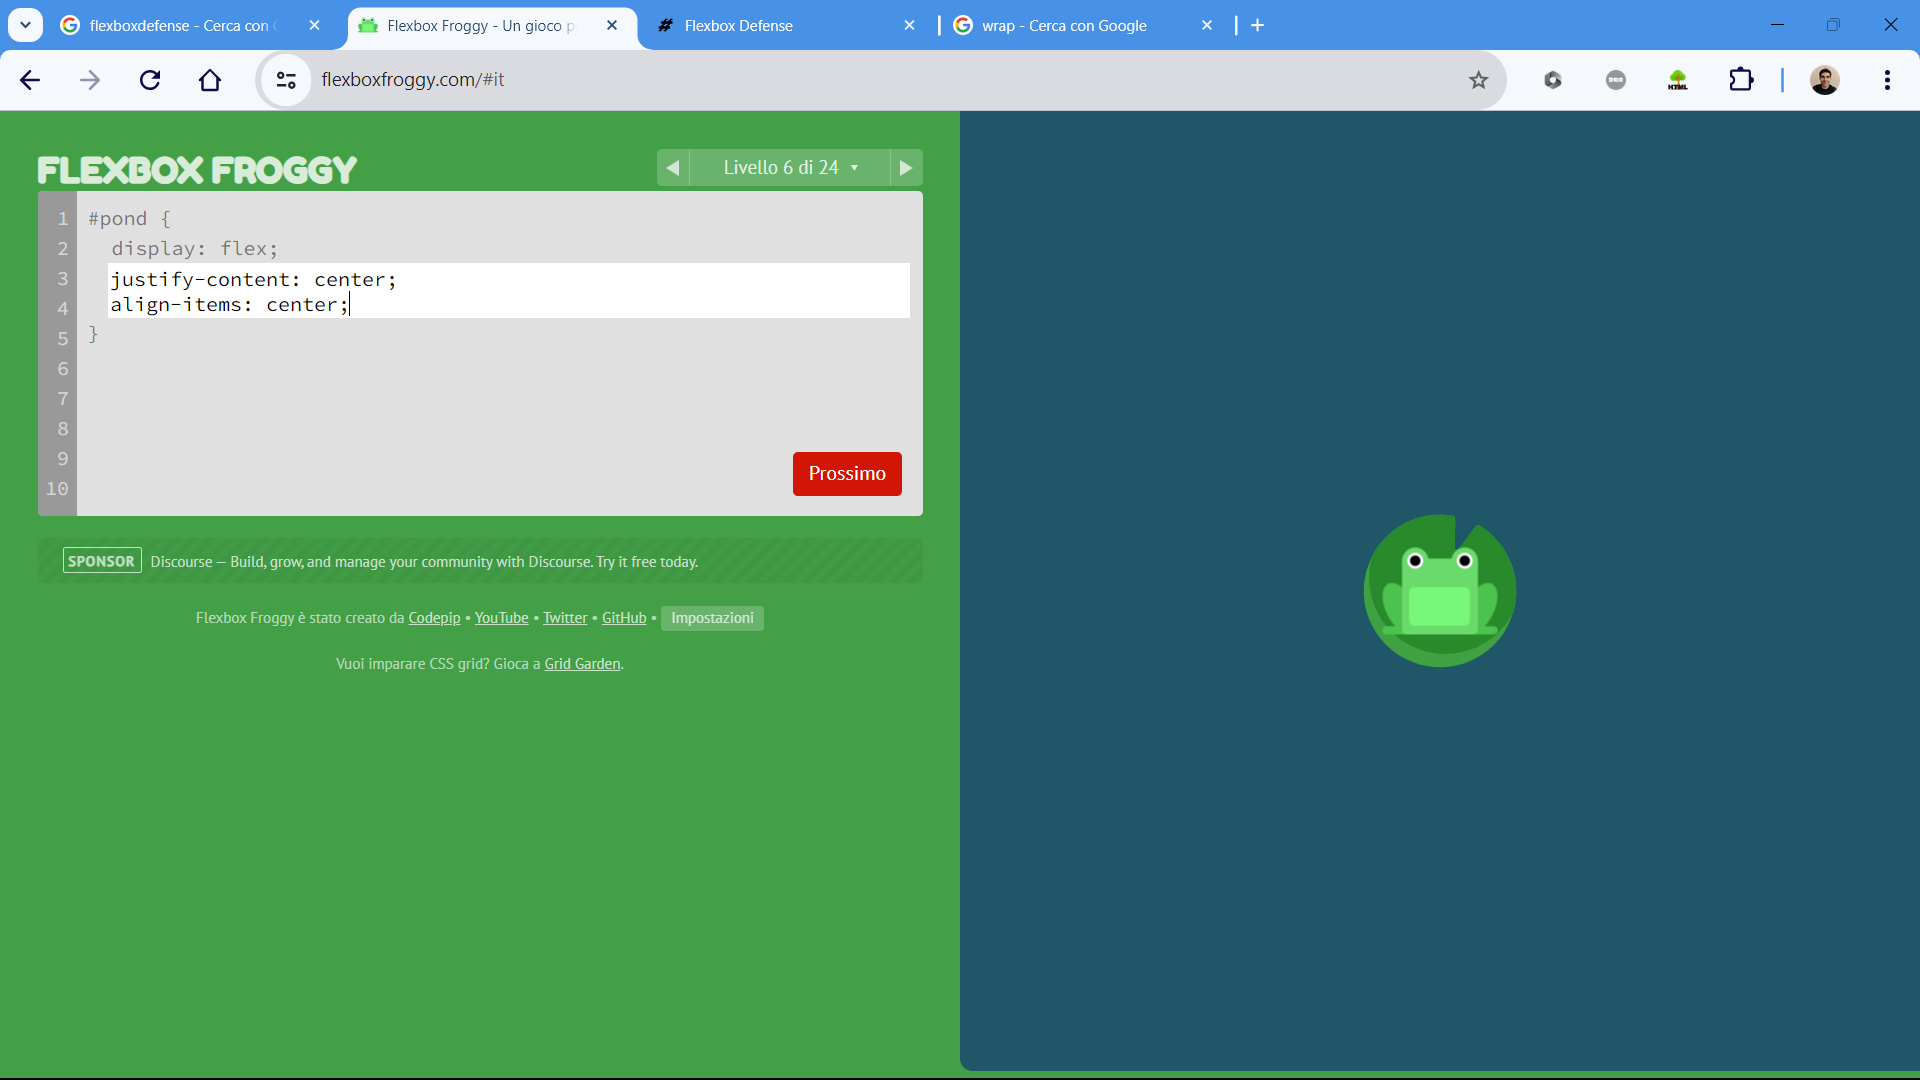 flexboxdefense - Cerca con
Flexbox Froggy - Un gioco p
Flexbox Defense
wrap - Cerca con Google
flexboxfroggy.com/#it
HTML
FLEXBOX FROGGY
Livello 6 di 24
1 #pond {
2 display: flex;
3 justify-content: center;
4 align-items: center;
5 }
6
7
8
9
10
Prossimo
SPONSOR Discourse — Build, grow, and manage your community with Discourse. Try it free today.
Flexbox Froggy è stato creato da Codepip • YouTube • Twitter • GitHub • Impostazioni
Vuoi imparare CSS grid? Gioca a Grid Garden.